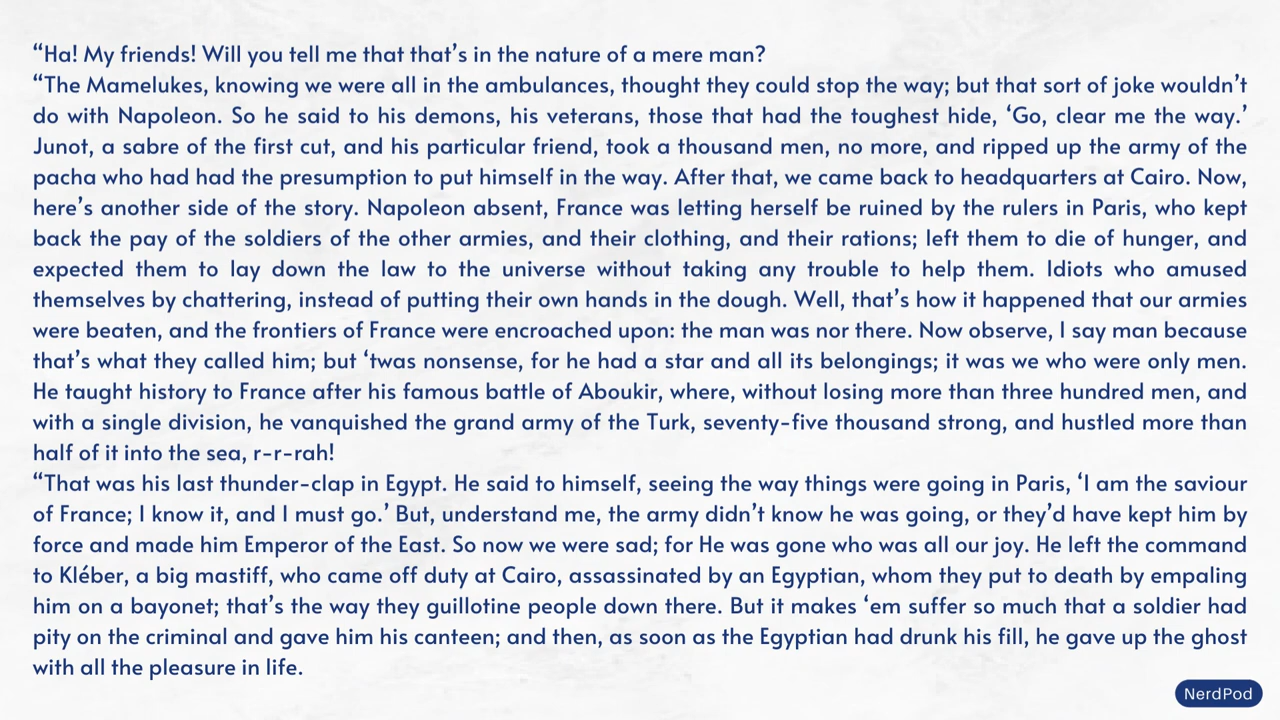 “Ha! My friends! Will you tell me that that’s in the nature of a mere man?
“The Mamelukes, knowing we were all in the ambulances, thought they could stop the way; but that sort of joke wouldn’t
do with Napoleon. So he said to his demons, his veterans, those that had the toughest hide, ‘Go, clear me the way.’
Junot, a sabre of the first cut, and his particular friend, took a thousand men, no more, and ripped up the army of the
pacha who had had the presumption to put himself in the way. After that, we came back to headquarters at Cairo. Now,
here’s another side of the story. Napoleon absent, France was letting herself be ruined by the rulers in Paris, who kept
back the pay of the soldiers of the other armies, and their clothing, and their rations; left them to die of hunger, and
expected them to lay down the law to the universe without taking any trouble to help them. Idiots who amused
themselves by chattering, instead of putting their own hands in the dough. Well, that’s how it happened that our armies
were beaten, and the frontiers of France were encroached upon: the man was nor there. Now observe, I say man because
that’s what they called him; but ‘twas nonsense, for he had a star and all its belongings; it was we who were only men.
He taught history to France after his famous battle of Aboukir, where, without losing more than three hundred men, and
with a single division, he vanquished the grand army of the Turk, seventy-five thousand strong, and hustled more than
half of it into the sea, r-r-rah!
“That was his last thunder-clap in Egypt. He said to himself, seeing the way things were going in Paris, ‘I am the saviour
of France; I know it, and I must go.’ But, understand me, the army didn’t know he was going, or they’d have kept him by
force and made him Emperor of the East. So now we were sad; for He was gone who was all our joy. He left the command
to Kléber, a big mastiff, who came off duty at Cairo, assassinated by an Egyptian, whom they put to death by empaling
him on a bayonet; that’s the way they guillotine people down there. But it makes ‘em suffer so much that a soldier had
pity on the criminal and gave him his canteen; and then, as soon as the Egyptian had drunk his fill, he gave up the ghost
with all the pleasure in life.
NerdPod